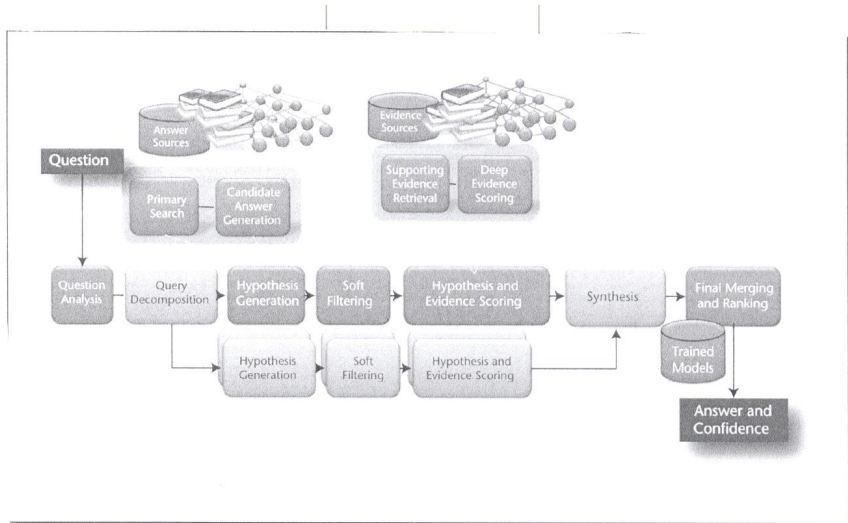 Answer
Sources
Evidence
Sources
Question
Primary
Search
Candidate
Answer
Generation
Supporting
Evidence
Retrieval
Deep
Evidence
Scoring
Question
Analysis
Query
Decomposition
Hypothesis
Generation
Soft
Filtering
Hypothesis and
Evidence Scoring
Synthesis
Final Merging
and Ranking
Hypothesis
Generation
Soft
Filtering
Hypothesis and
Evidence Scoring
Trained
Models
Answer and
Confidence